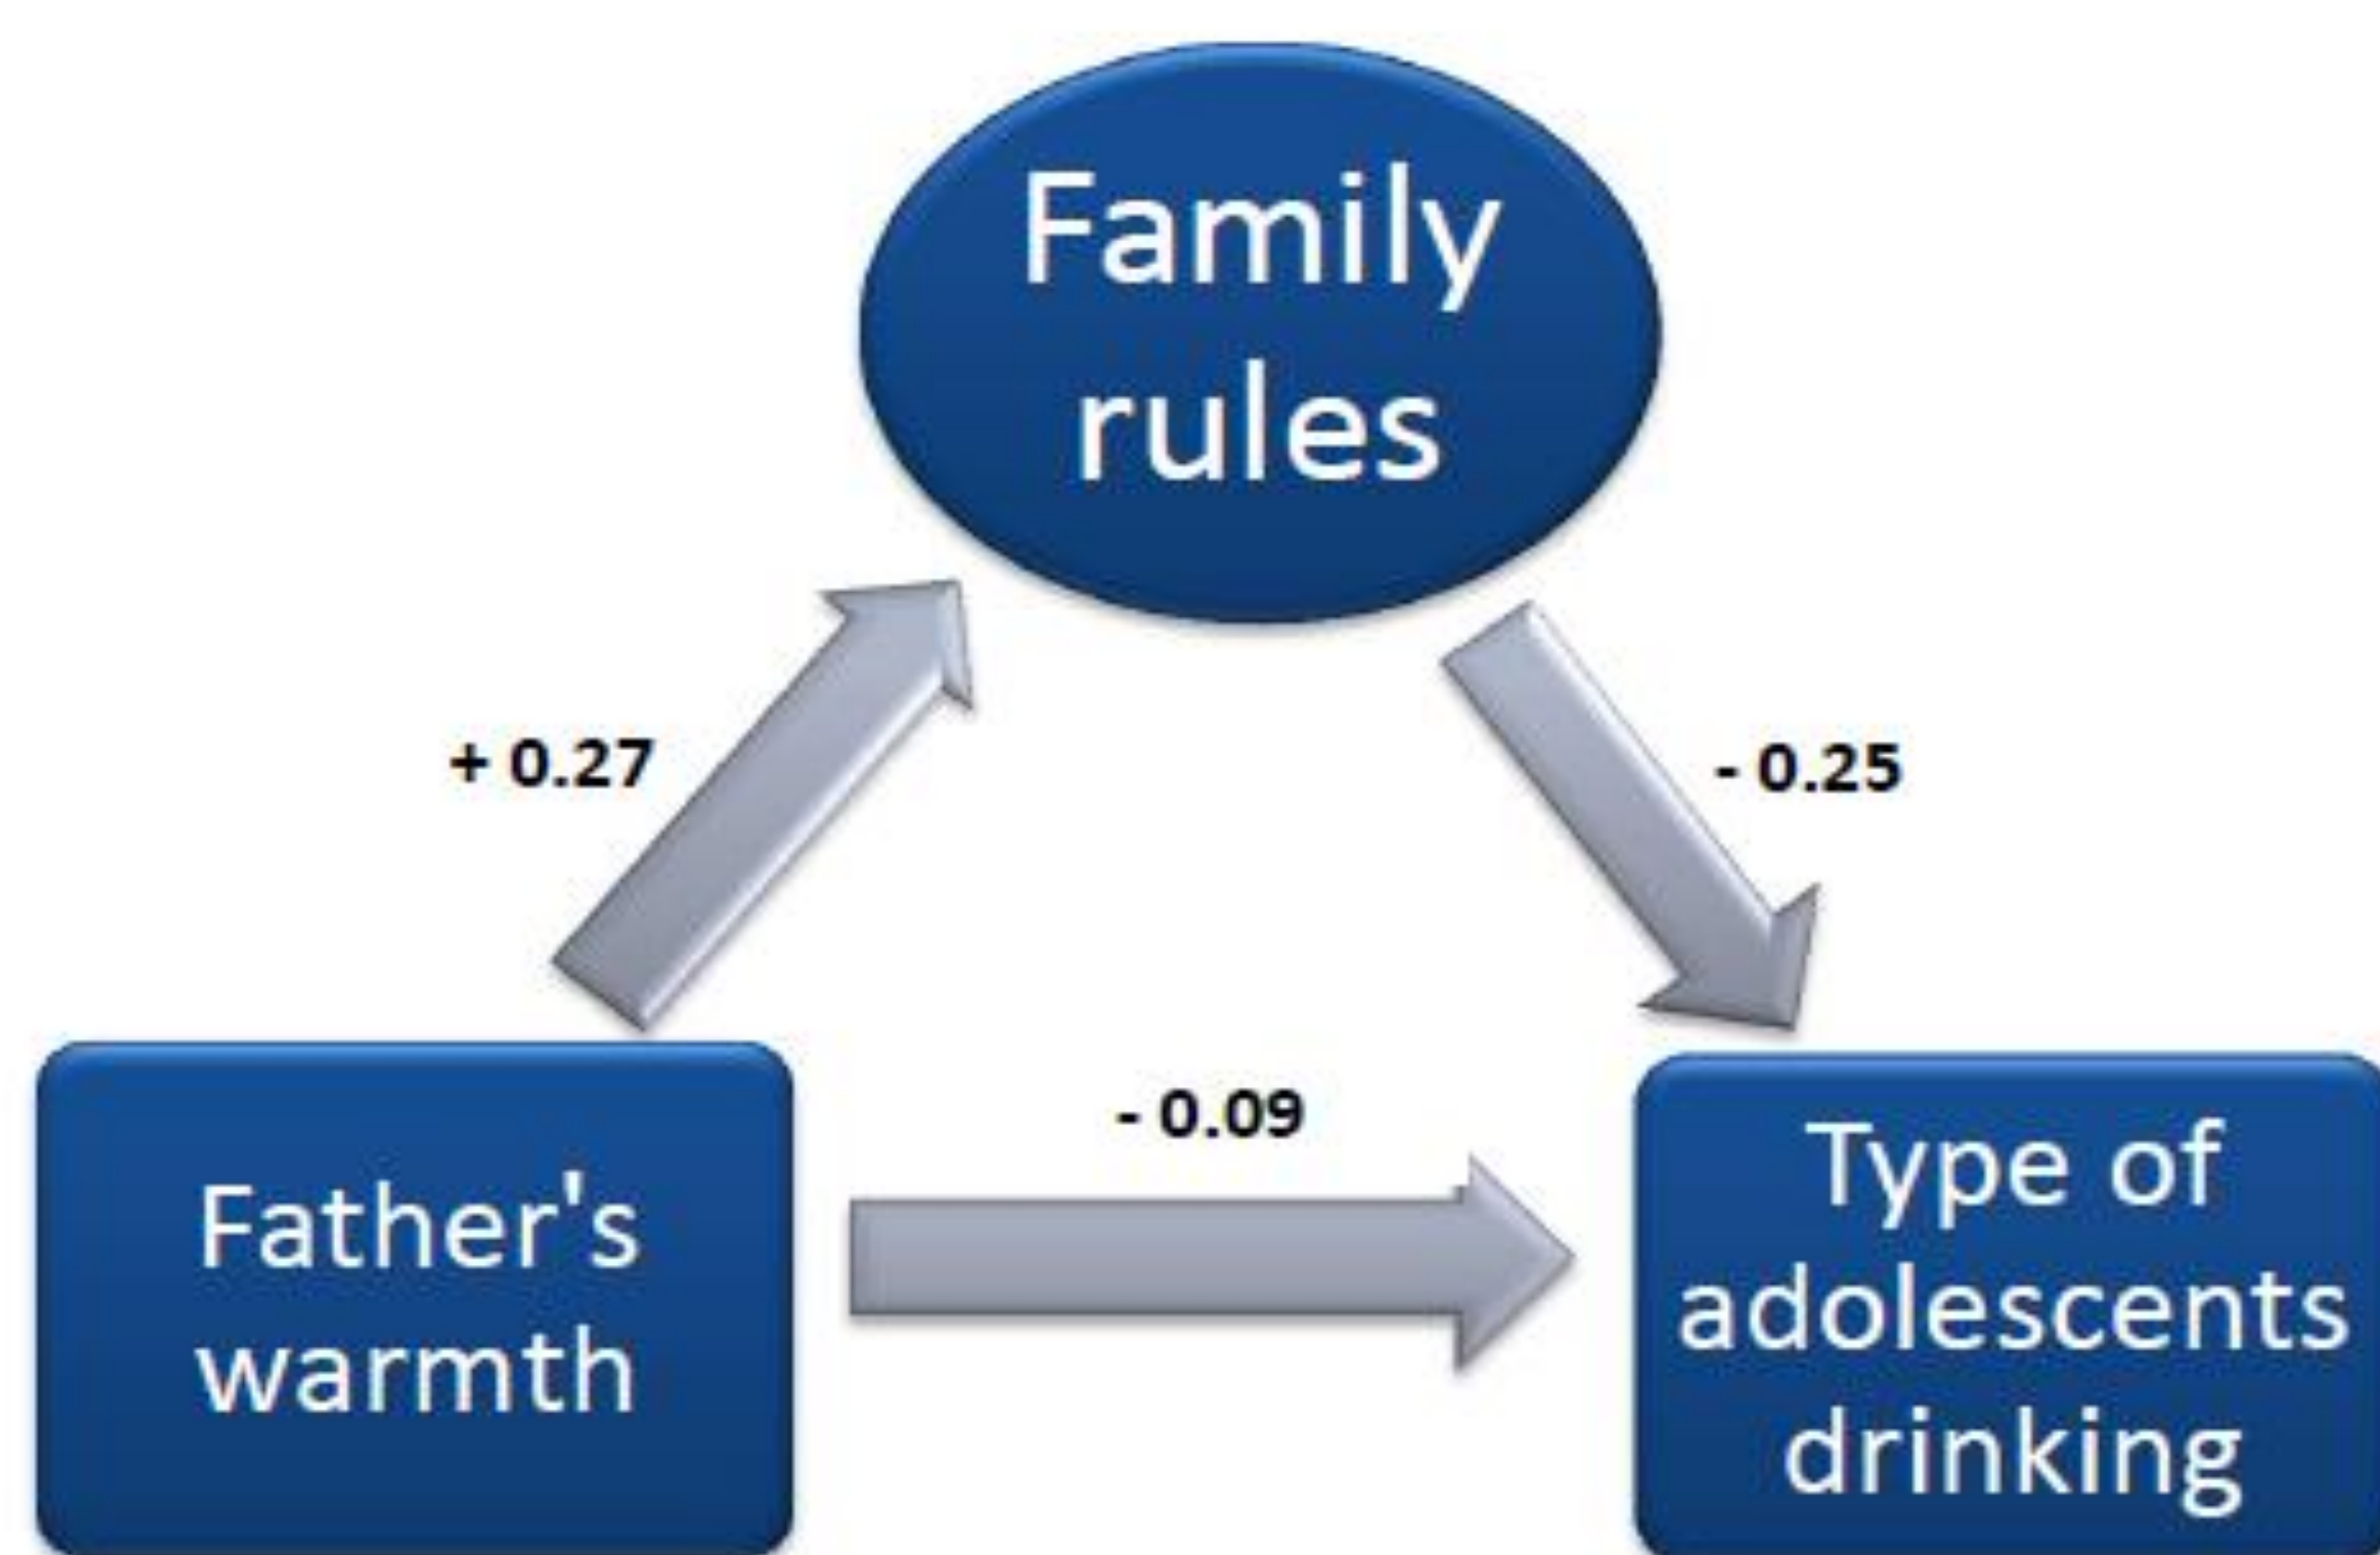 Family
rules
+ 0.27
- 0.25
- 0.09
Father's
warmth
Type of
adolescents
drinking